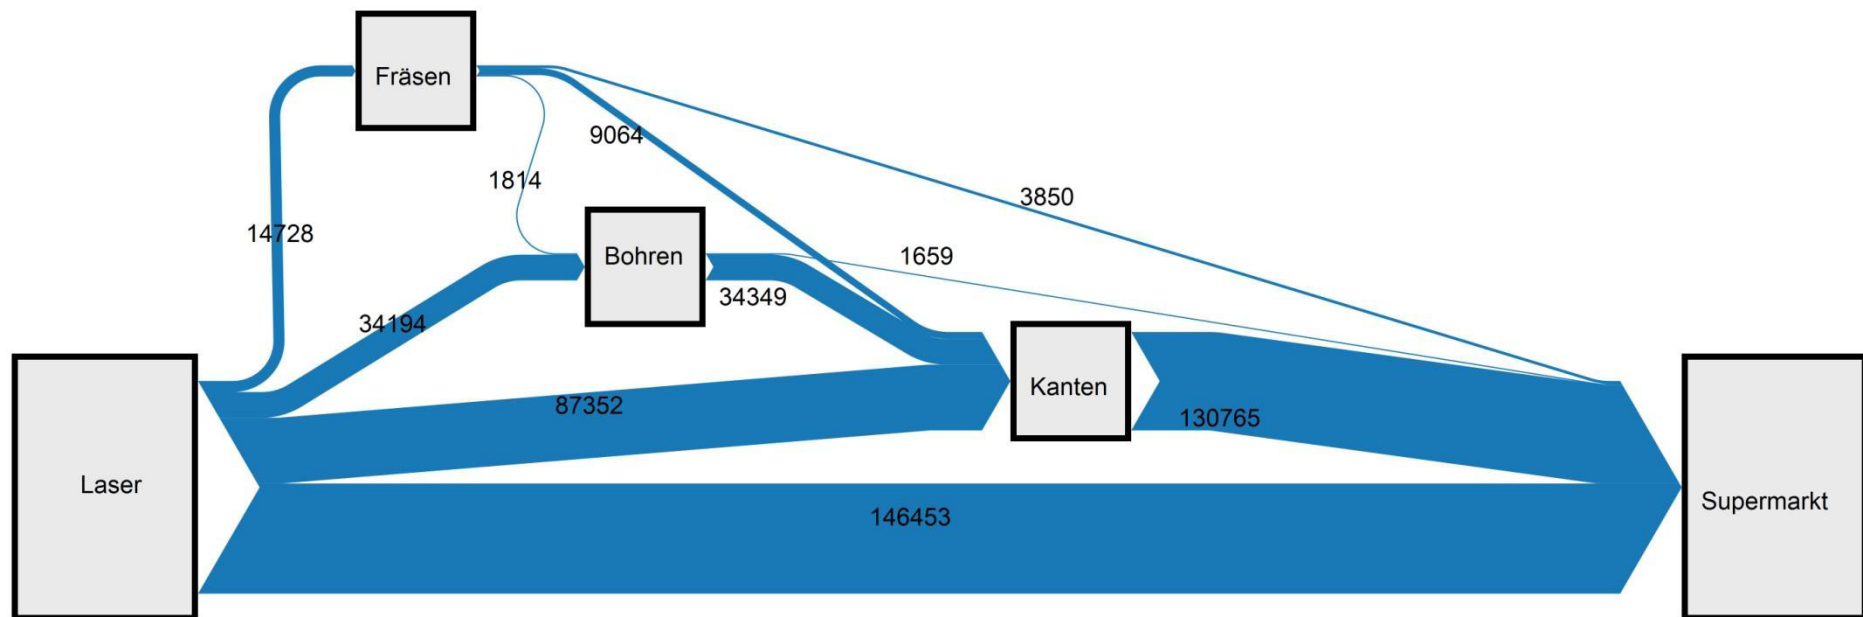 Fräsen
9064
1814
3850
14728
Bohren
1659
34349
34194
Kanten
87352
130765
Laser
Supermarkt
146453